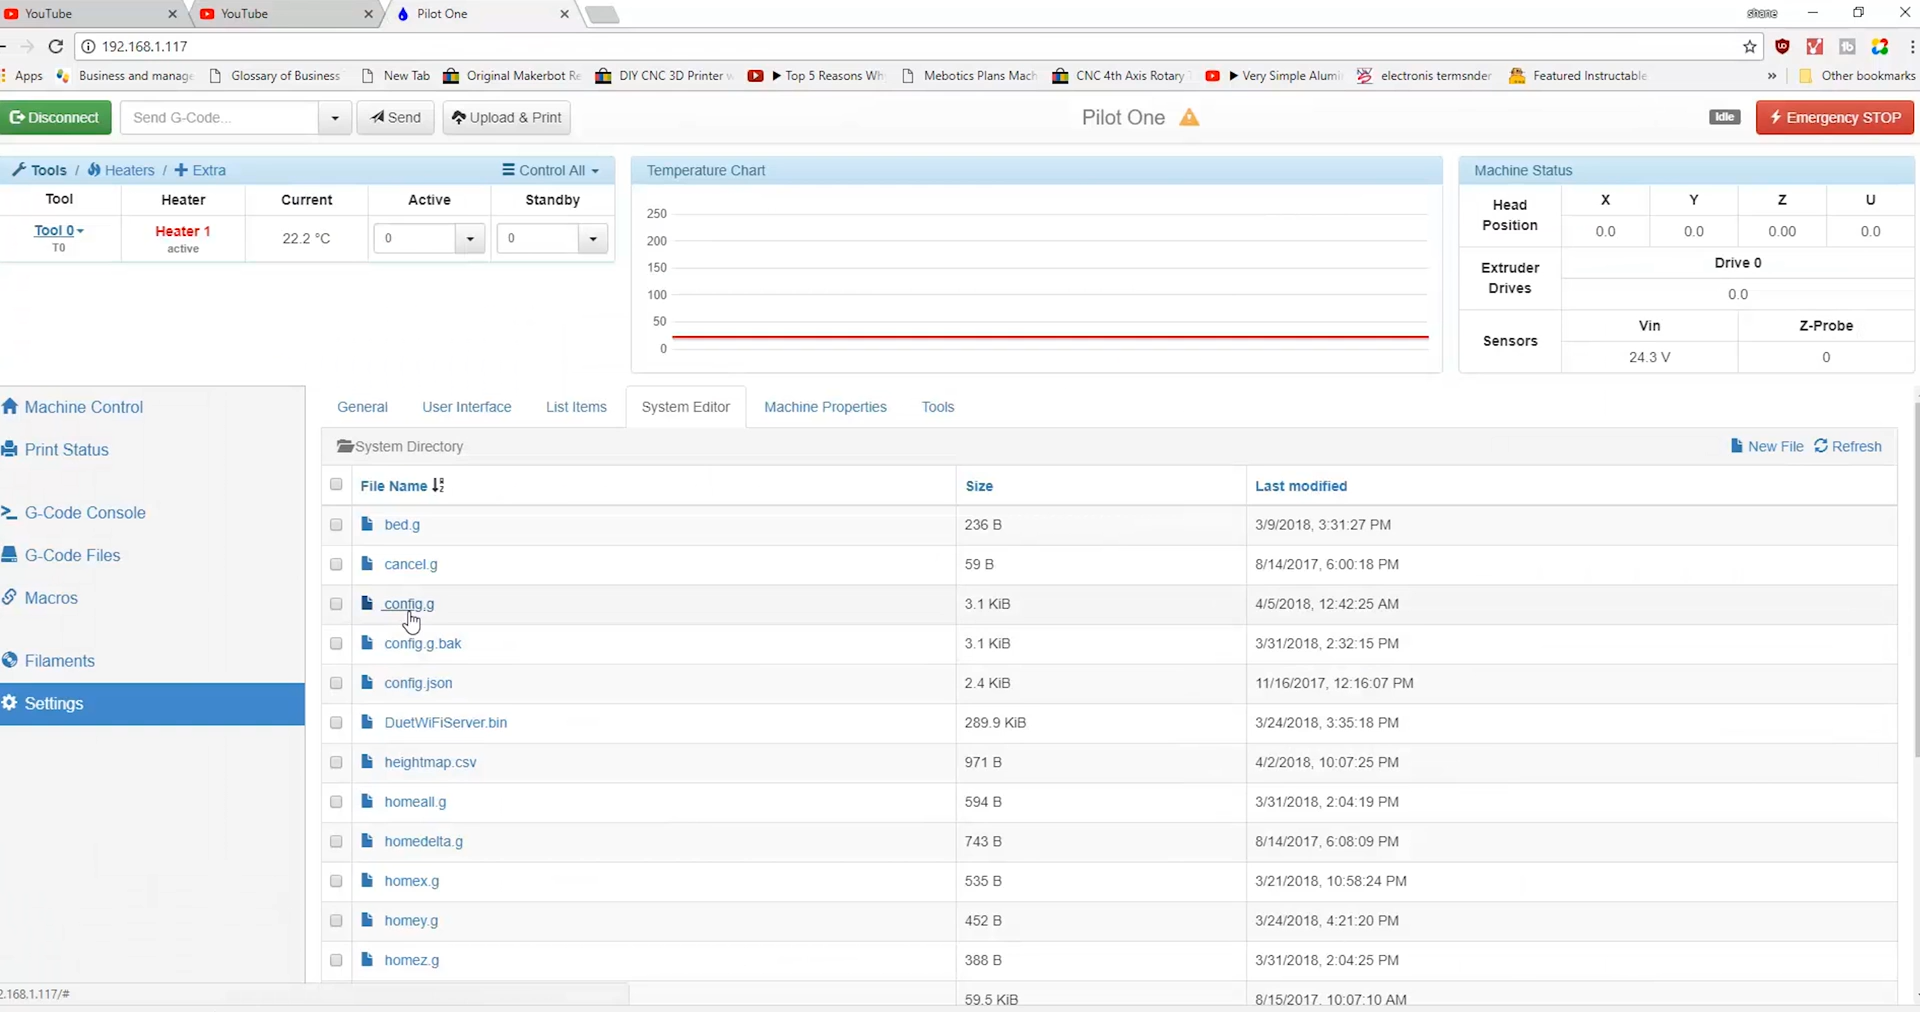 YouTube YouTube Pilot One shane
192.168.1.117
Apps Business and manage Glossary of Business New Tab Original Makerbot Re DIY CNC 3D Printer w Top 5 Reasons Wh Mebotics Plans Mach CNC 4th Axis Rotary Very Simple Alumi electronis termsnder Featured Instructable » Other bookmarks
Disconnect Send G-Code... Send Upload & Print Pilot One Idle Emergency STOP
Tools / Heaters / Extra Control All
Tool Heater Current Active Standby
Tool 0 Heater 1 22.2 °C 0 0
T0 active
Temperature Chart
250
200
150
100
50
0
Machine Status
Head Position X Y Z U
0.0 0.0 0.00 0.0
Extruder Drives Drive 0
0.0
Sensors Vin Z-Probe
24.3 V 0
Machine Control
Print Status
G-Code Console
G-Code Files
Macros
Filaments
Settings
General User Interface List Items System Editor Machine Properties Tools
System Directory New File Refresh
File Name Size Last modified
bed.g 236 B 3/9/2018, 3:31:27 PM
cancel.g 59 B 8/14/2017, 6:00:18 PM
config.g 3.1 KiB 4/5/2018, 12:42:25 AM
config.g.bak 3.1 KiB 3/31/2018, 2:32:15 PM
config.json 2.4 KiB 11/16/2017, 12:16:07 PM
DuetWiFiServer.bin 289.9 KiB 3/24/2018, 3:35:18 PM
heightmap.csv 971 B 4/2/2018, 10:07:25 PM
homeall.g 594 B 3/31/2018, 2:04:19 PM
homedelta.g 743 B 8/14/2017, 6:08:09 PM
homex.g 535 B 3/21/2018, 10:58:24 PM
homey.g 452 B 3/24/2018, 4:21:20 PM
homez.g 388 B 3/31/2018, 2:04:25 PM
59.5 KiB 8/15/2017, 10:07:10 AM
2.168.1.117/#